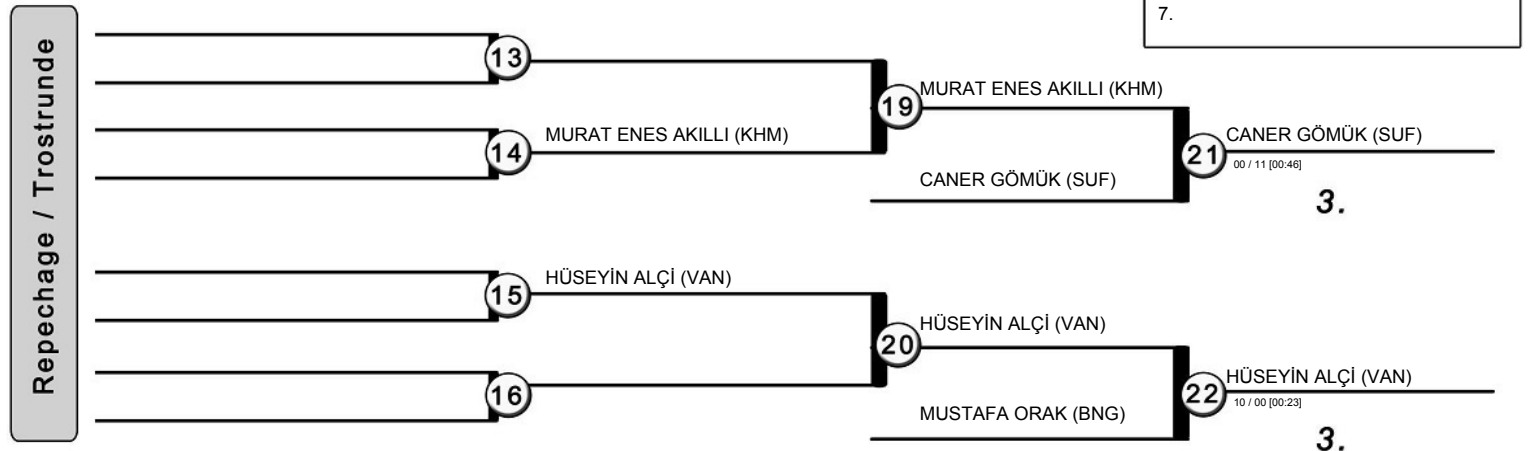 7.
Repechage / Trostrunde
13
MURAT ENES AKILLI (KHM)
19
14
MURAT ENES AKILLI (KHM)
CANER GÖMÜK (SUF)
21
00 / 11 [00:46]
CANER GÖMÜK (SUF)
3.
HÜSEYİN ALÇİ (VAN)
15
HÜSEYİN ALÇİ (VAN)
20
HÜSEYİN ALÇİ (VAN)
16
22
10 / 00 [00:23]
MUSTAFA ORAK (BNG)
3.